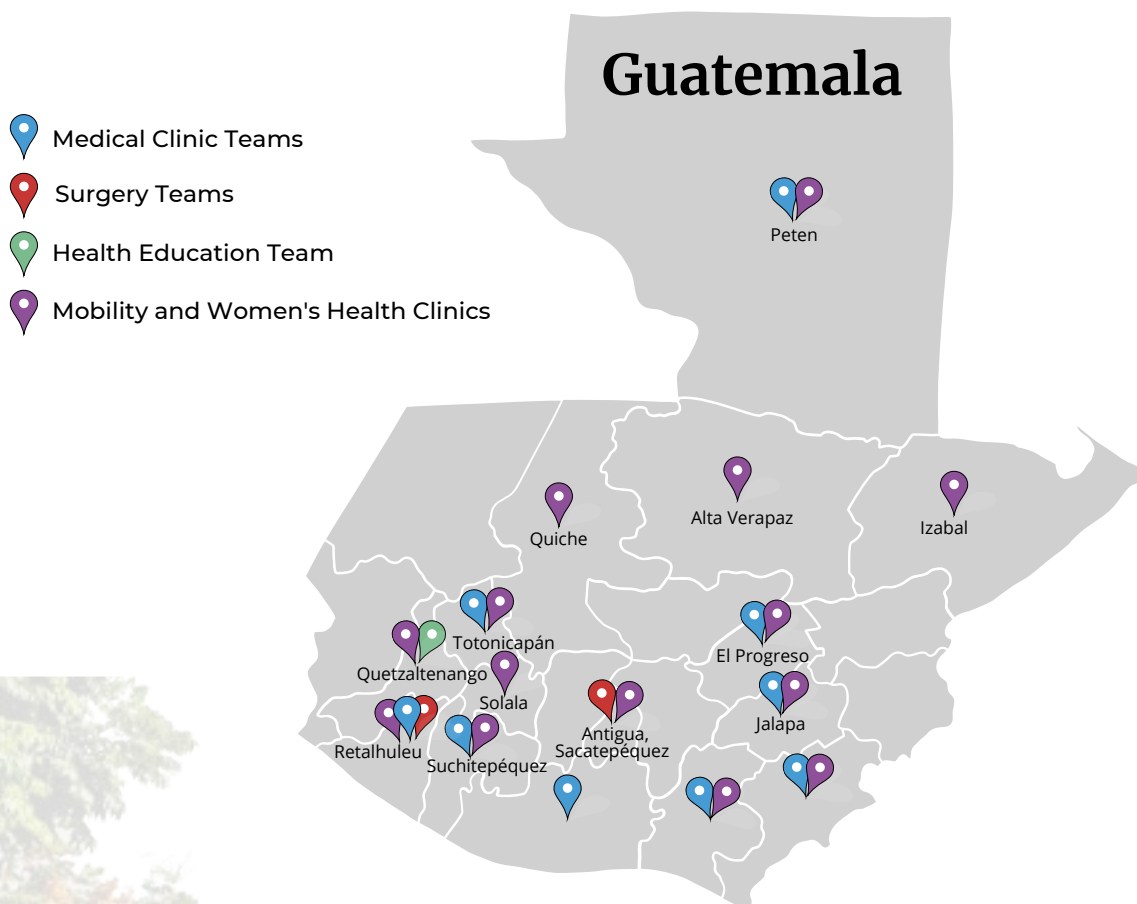 Guatemala
Medical Clinic Teams
Surgery Teams
Health Education Team
Mobility and Women's Health Clinics
Peten
Alta Verapaz
Izabal
Quiche
Totonicapán
El Progreso
Quetzaltenango
Solala
Jalapa
Antigua,
Sacatepéquez
Retalhuleu
Suchitepéquez